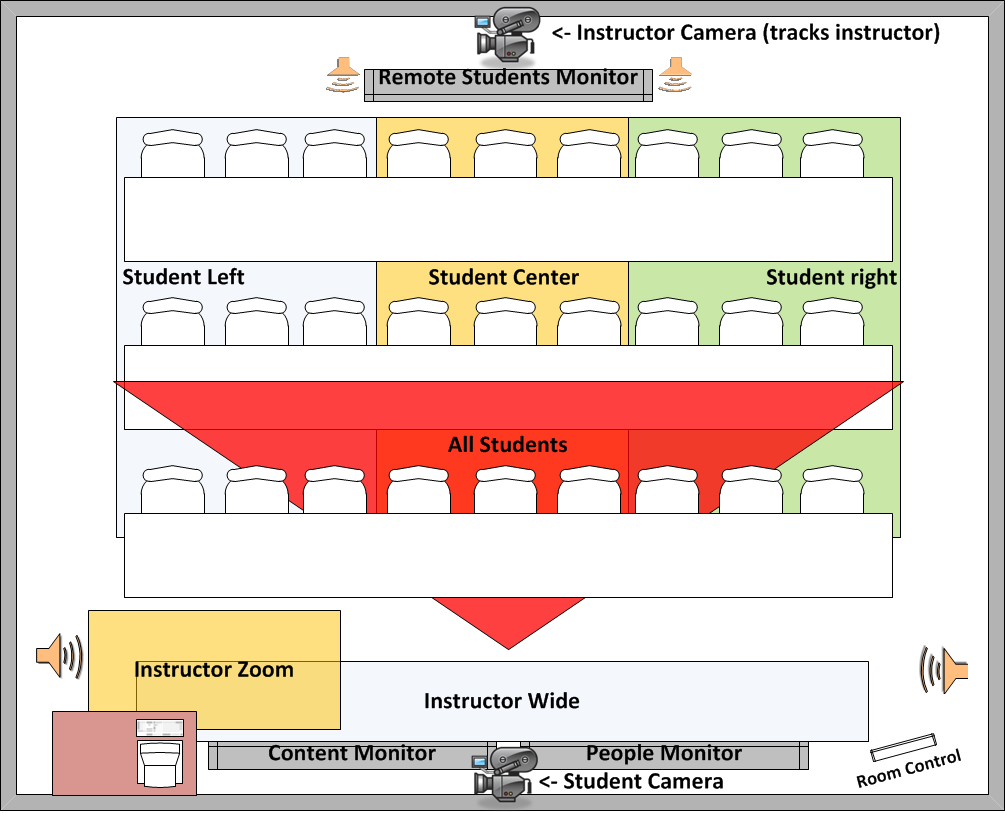 <- Instructor Camera (tracks instructor)
Remote Students Monitor
Student Left
Student Center
Student right
All Students
Instructor Zoom
Instructor Wide
Content Monitor
People Monitor
Room Control
<- Student Camera